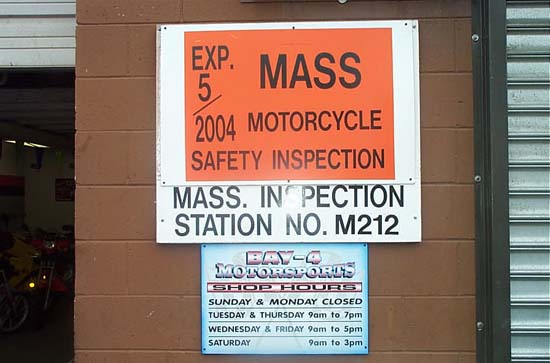 EXP. MASS
5/
2004 MOTORCYCLE
SAFETY INSPECTION
MASS. INSPECTION
STATION NO. M212
BAY-4
MOTORSPORTS
SHOP HOURS
SUNDAY & MONDAY CLOSED
TUESDAY & THURSDAY 9am to 7pm
WEDNESDAY & FRIDAY 9am to 5pm
SATURDAY 9am to 3pm